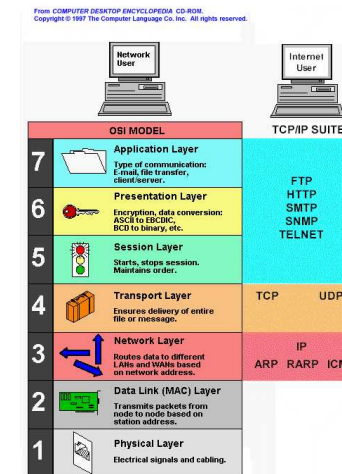 From COMPUTER DESKTOP ENCYCLOPEDIA CD-ROM.
Copyright © 1997 The Computer Language Co. Inc. All rights reserved.
Network
User
Internet
User
OSI MODEL
TCP/IP SUITE
7
Application Layer
Type of communication:
E-mail, file transfer,
client/server.
6
Presentation Layer
Encryption, data conversion:
ASCII to EBCDIC,
BCD to binary, etc.
5
Session Layer
Starts, stops session.
Maintains order.
FTP
HTTP
SMTP
SNMP
TELNET
4
Transport Layer
Ensures delivery of entire
file or message.
TCP UDP
3
Network Layer
Routes data to different
LANs and WANs based
on network address.
IP
ARP RARP ICM
2
Data Link (MAC) Layer
Transmits packets from
node to node based on
station address.
1
Physical Layer
Electrical signals and cabling.